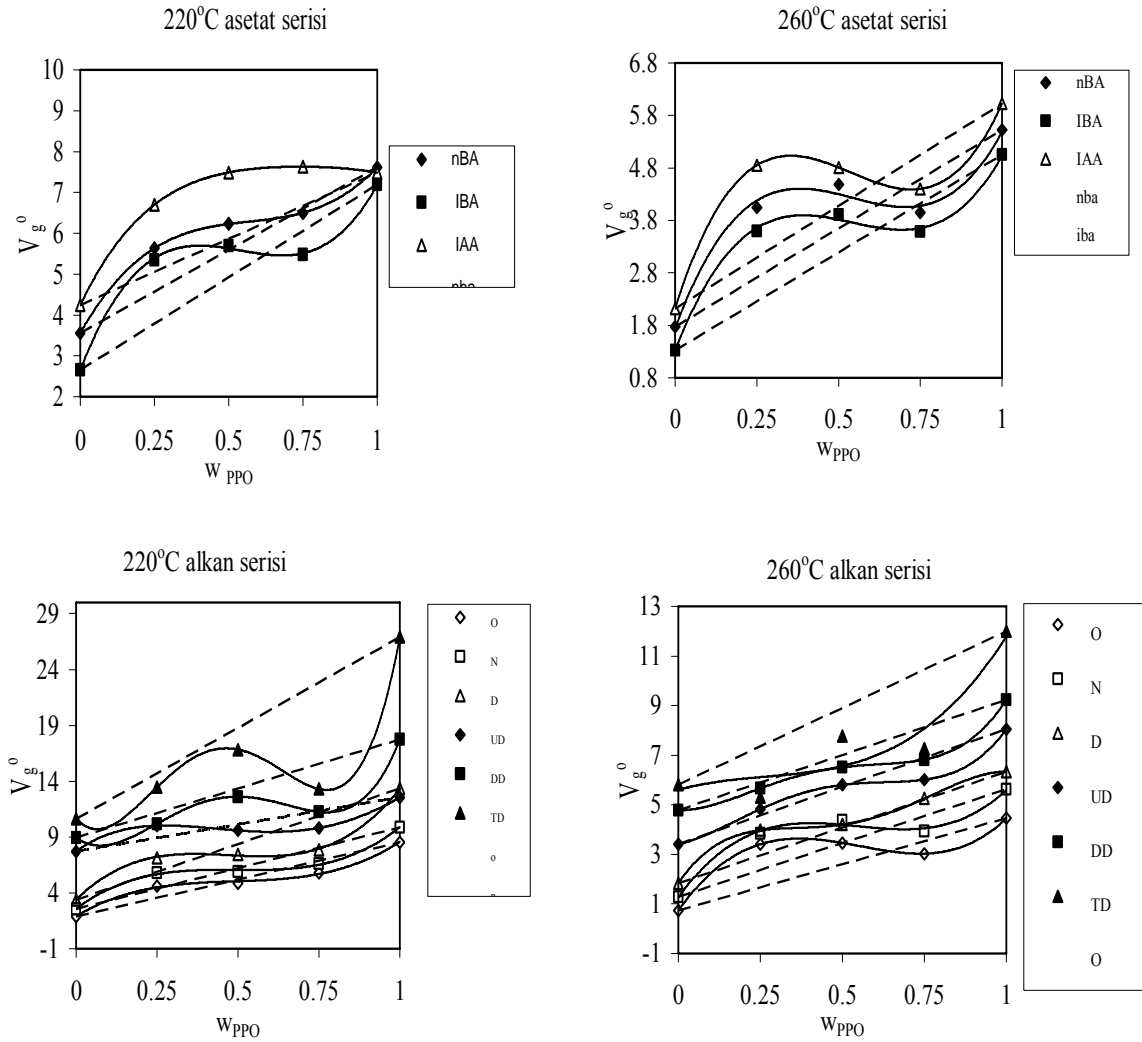 220°C asetat serisi
10
9
8
7
6
5
4
3
2
V g o
0 0.25 0.5 0.75 1
w PPO
nBA
IBA
IAA
260°C asetat serisi
6.8
5.8
4.8
3.8
2.8
1.8
0.8
V g o
0 0.25 0.5 0.75 1
wPPO
nBA
IBA
IAA
nba
iba
220°C alkan serisi
29
24
19
14
9
4
-1
V g o
0 0.25 0.5 0.75 1
wPPO
O
N
D
UD
DD
TD
o
260°C alkan serisi
13
11
9
7
5
3
1
-1
V g o
0 0.25 0.5 0.75 1
wPPO
O
N
D
UD
DD
TD
O